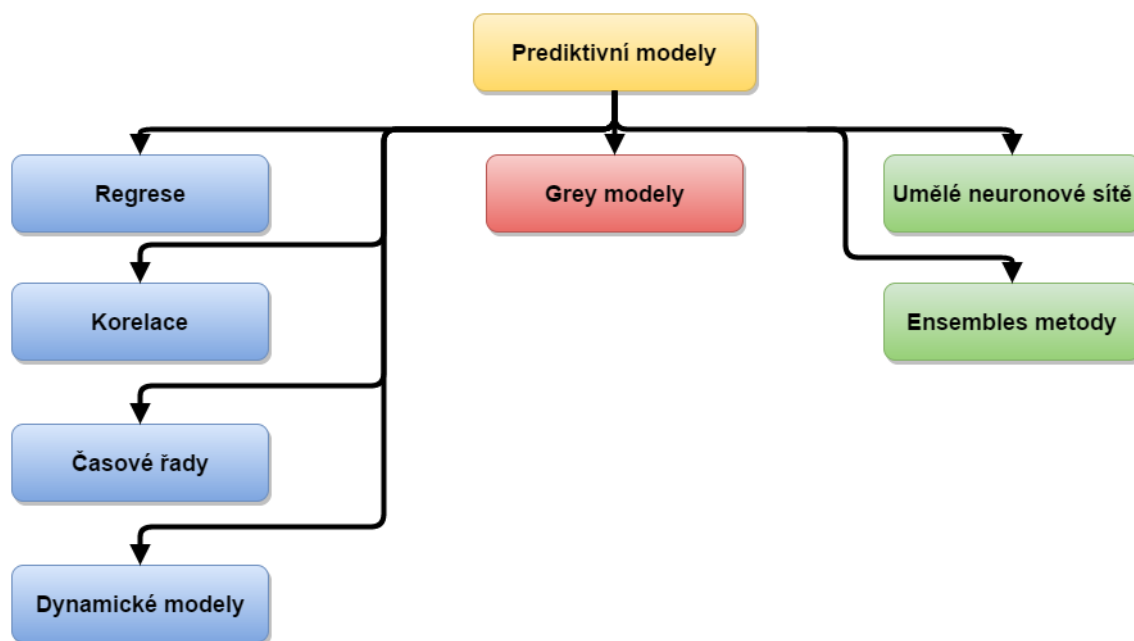 Prediktivní modely
Regrese
Grey modely
Umělé neuronové sítě
Korelace
Ensembles metody
Časové řady
Dynamické modely